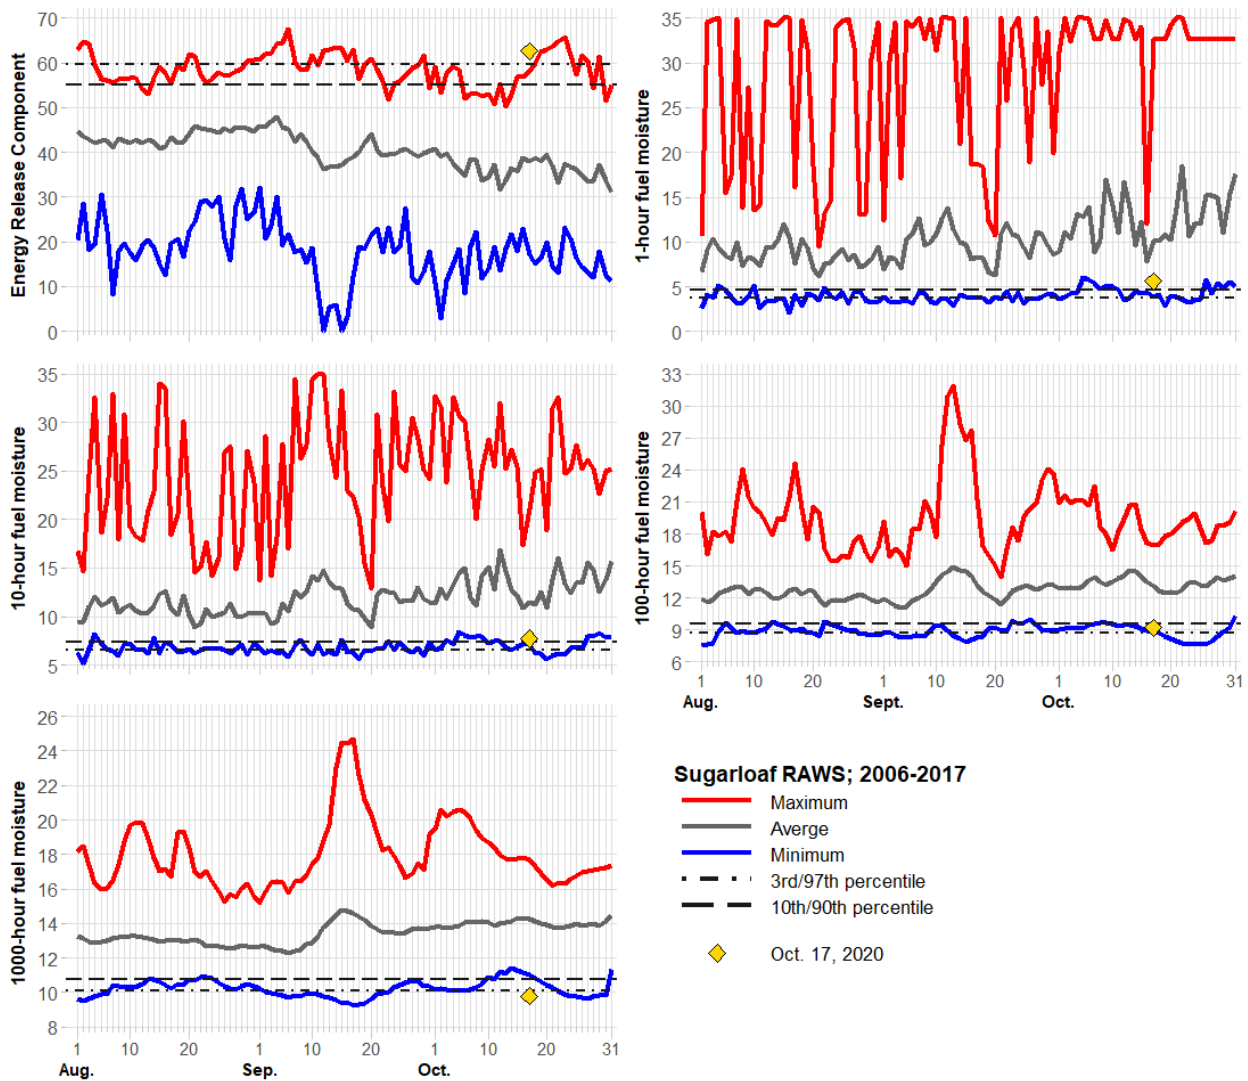 70
60
50
40
30
20
10
0
Energy Release Component
35
30
25
20
15
10
5
0
1-hour fuel moisture
35
30
25
20
15
10
5
10-hour fuel moisture
33
30
27
24
21
18
15
12
9
6
100-hour fuel moisture
1 10 20 1 10 20 1 10 20 31
Aug. Sept. Oct.
26
24
22
20
18
16
14
12
10
8
1000-hour fuel moisture
1 10 20 1 10 20 1 10 20 31
Aug. Sep. Oct.
Sugarloaf RAWS; 2006-2017
Maximum
Averge
Minimum
3rd/97th percentile
10th/90th percentile
Oct. 17, 2020